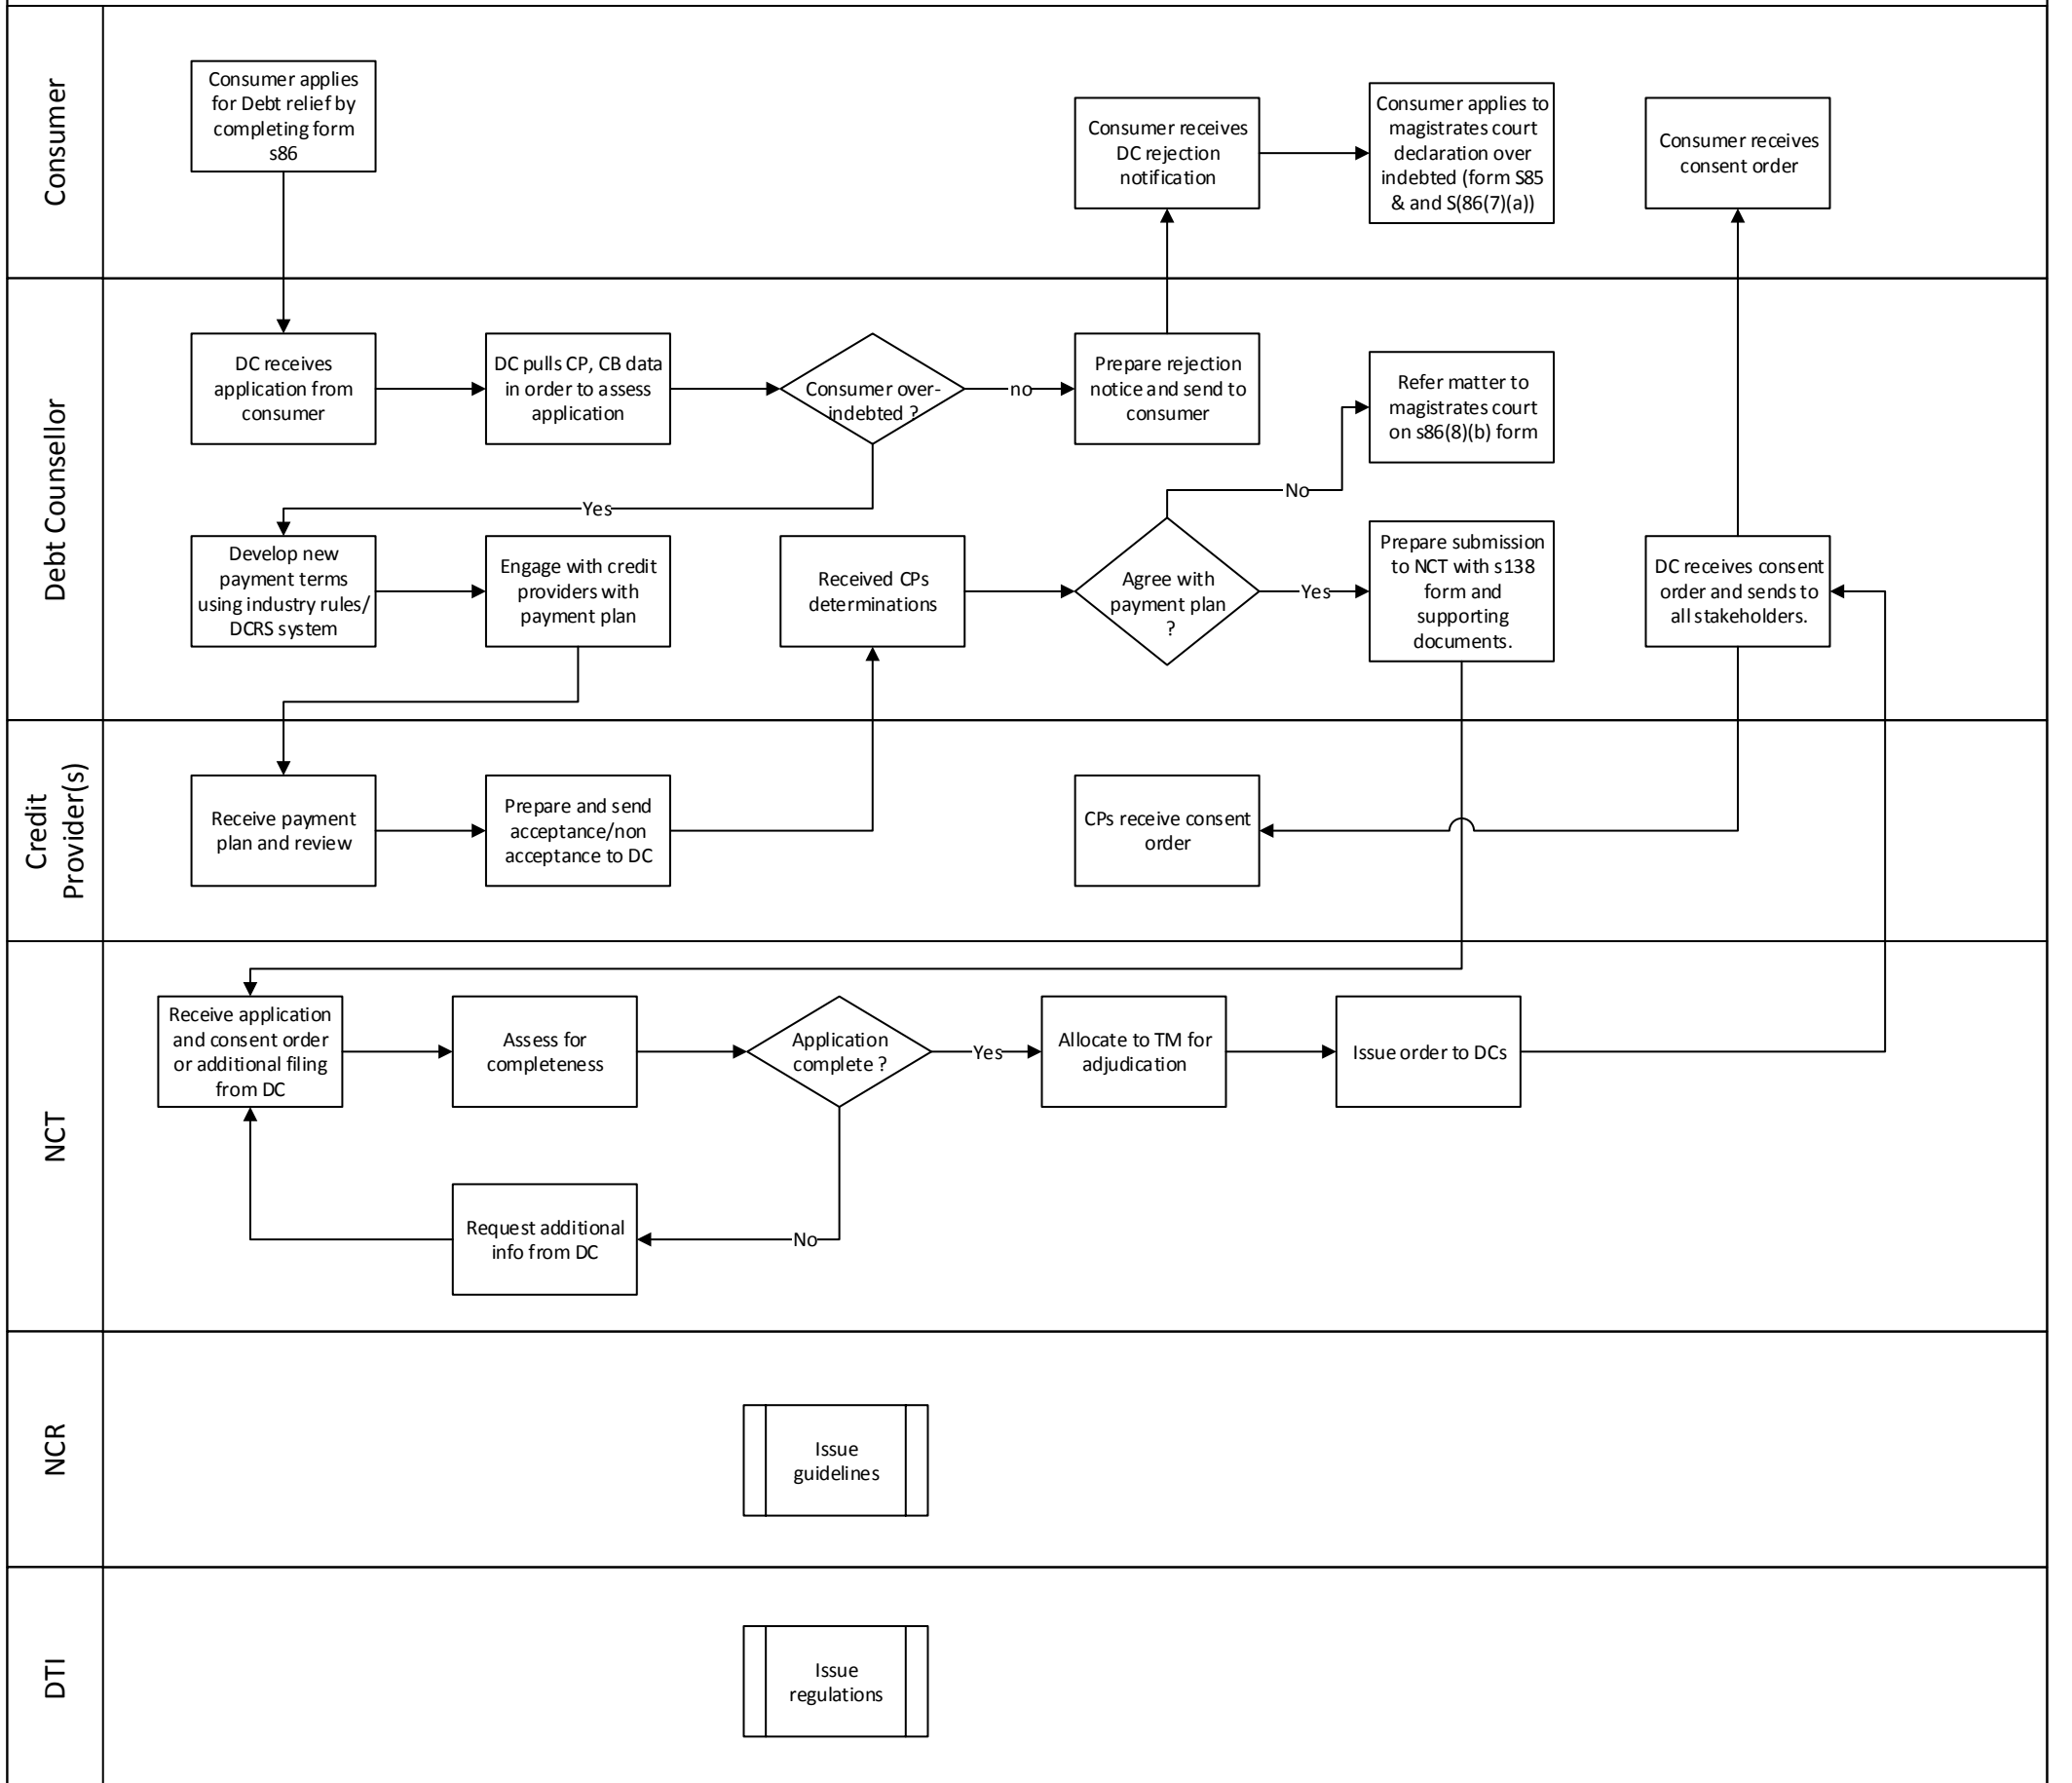 Consumer
Consumer applies
for Debt relief by
completing form
s86
Consumer receives
DC rejection
notification
Consumer applies to
magistrates court
declaration over
indebted (form S85
& and S(86(7)(a))
Consumer receives
consent order
Debt Counsellor
DC receives
application from
consumer
DC pulls CP, CB data
in order to assess
application
Consumer over-
indebted ?
no
Prepare rejection
notice and send to
consumer
Refer matter to
magistrates court
on s86(8)(b) form
Yes
No
Develop new
payment terms
using industry rules/
DCRS system
Engage with credit
providers with
payment plan
Received CPs
determinations
Agree with
payment plan
?
Yes
Prepare submission
to NCT with s138
form and
supporting
documents.
DC receives consent
order and sends to
all stakeholders.
Credit
Provider(s)
Receive payment
plan and review
Prepare and send
acceptance/non
acceptance to DC
CPs receive consent
order
NCT
Receive application
and consent order
or additional filing
from DC
Assess for
completeness
Application
complete ?
Yes
Allocate to TM for
adjudication
Issue order to DCs
Request additional
info from DC
No
NCR
Issue
guidelines
DTI
Issue
regulations